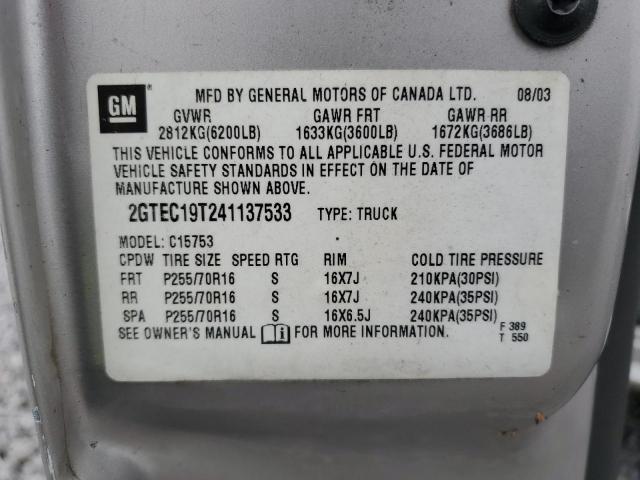 GM
®
MFD BY GENERAL MOTORS OF CANADA LTD. 08/03
GVWR GAWR FRT GAWR RR
2812KG(6200LB) 1633KG(3600LB) 1672KG(3686LB)
THIS VEHICLE CONFORMS TO ALL APPLICABLE U.S. FEDERAL MOTOR
VEHICLE SAFETY STANDARDS IN EFFECT ON THE DATE OF
MANUFACTURE SHOWN ABOVE.
2GTEC19T241137533 TYPE: TRUCK
MODEL: C15753
CPDW TIRE SIZE SPEED RTG RIM COLD TIRE PRESSURE
FRT P255/70R16 S 16X7J 210KPA(30PSI)
RR P255/70R16 S 16X7J 240KPA(35PSI)
SPA P255/70R16 S 16X6.5J 240KPA(35PSI)
SEE OWNER'S MANUAL FOR MORE INFORMATION.
F 389
T 550